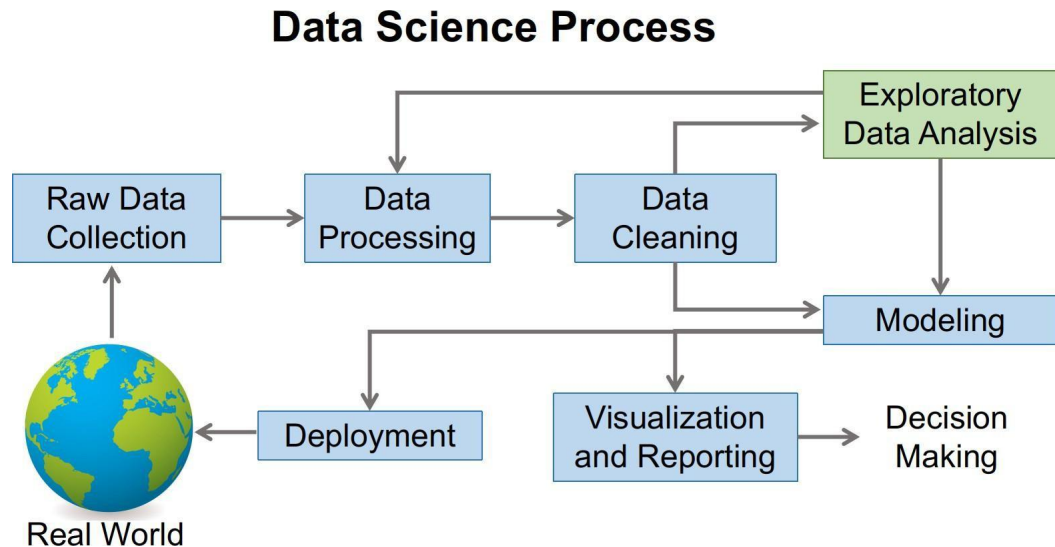 Data Science Process
Exploratory
Data Analysis
Raw Data
Collection
Data
Processing
Data
Cleaning
Modeling
Deployment
Visualization
and Reporting
Decision
Making
Real World